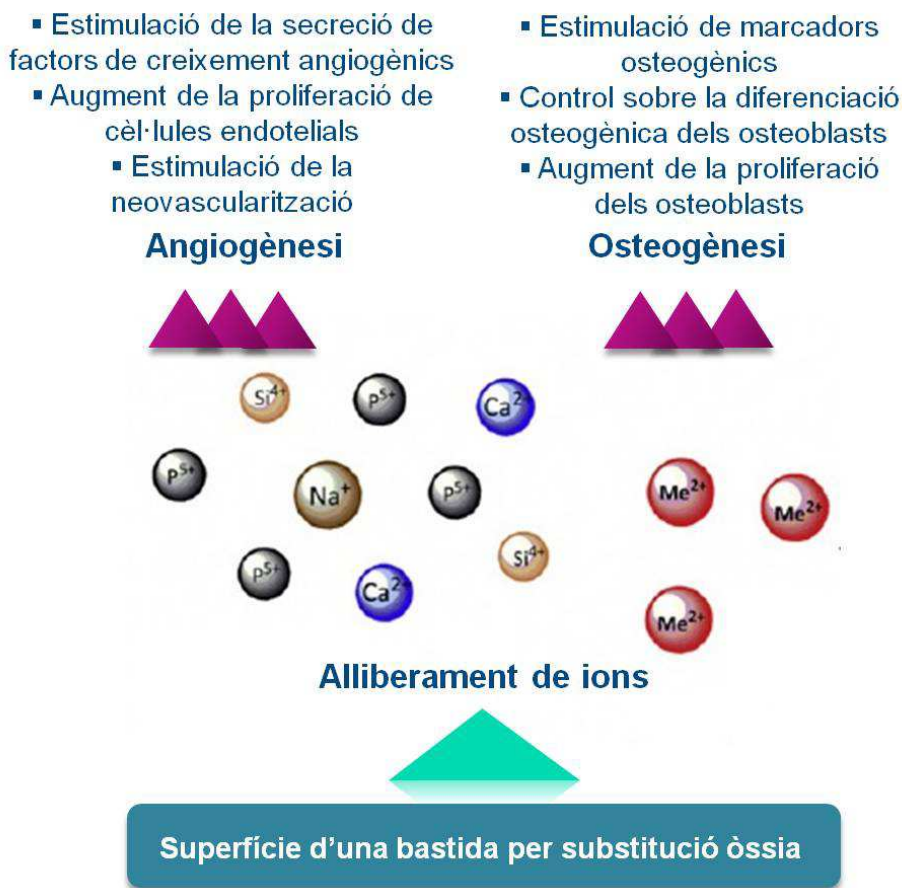 ▪ Estimulació de la secreció de
factors de creixement angiogènics
▪ Augment de la proliferació de
cèl·lules endotelials
▪ Estimulació de la
neovascularització
Angiogènesi
▪ Estimulació de marcadors
osteogènics
▪ Control sobre la diferenciació
osteogènica dels osteoblasts
▪ Augment de la proliferació
dels osteoblasts
Osteogènesi
Si⁴⁺
P⁵⁺
Ca²⁺
P⁵⁺
Na⁺
P⁵⁺
Me²⁺
Me²⁺
P⁵⁺
Ca²⁺
Si⁴⁺
Me²⁺
Alliberament de ions
Superfície d'una bastida per substitució òssia